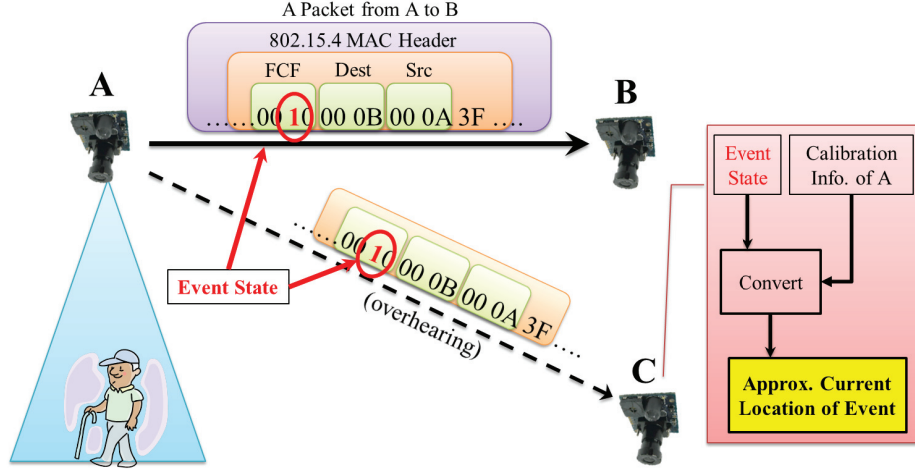 A Packet from A to B
802.15.4 MAC Header
FCF Dest Src
……00 10 00 0B 00 0A 3F ….
A
B
Event State
……00 10 00 0B 00 0A 3F ….
(overhearing)
C
Event
State
Calibration
Info. of A
Convert
Approx. Current
Location of Event